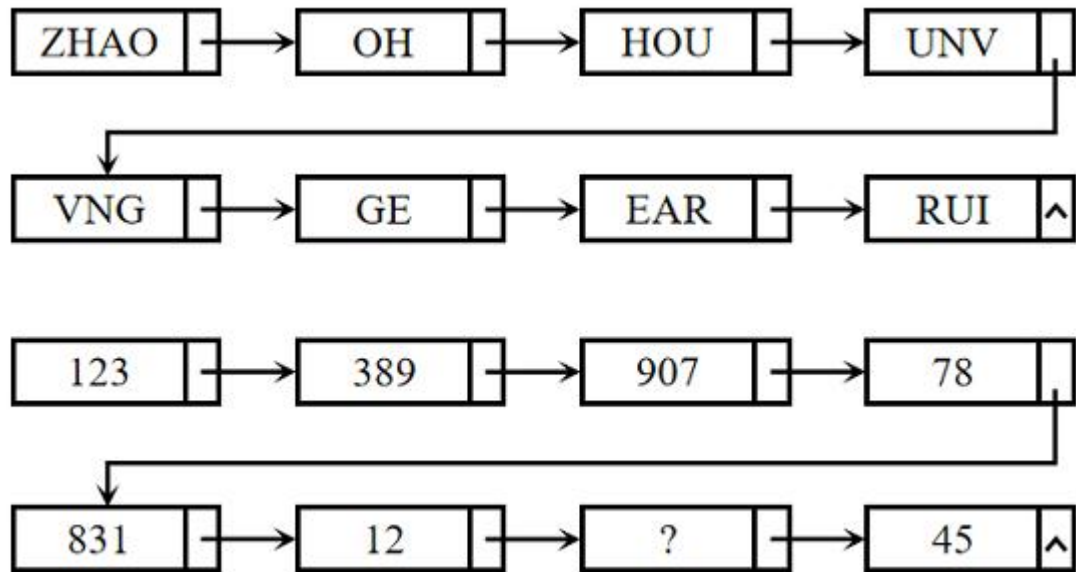 ZHAO OH HOU UNV
VNG GE EAR RUI ^
123 389 907 78
831 12 ? 45 ^